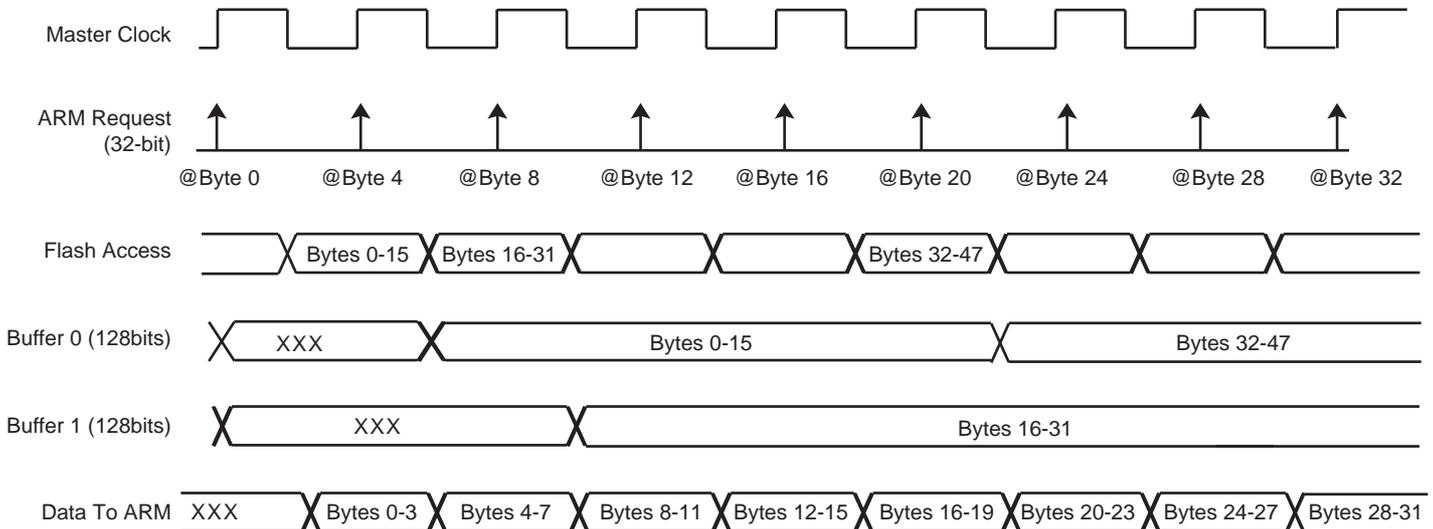 Master Clock
ARM Request
(32-bit)
@Byte 0 @Byte 4 @Byte 8 @Byte 12 @Byte 16 @Byte 20 @Byte 24 @Byte 28 @Byte 32
Flash Access Bytes 0-15 Bytes 16-31 Bytes 32-47
Buffer 0 (128bits) XXX Bytes 0-15 Bytes 32-47
Buffer 1 (128bits) XXX Bytes 16-31
Data To ARM XXX Bytes 0-3 Bytes 4-7 Bytes 8-11 Bytes 12-15 Bytes 16-19 Bytes 20-23 Bytes 24-27 Bytes 28-31